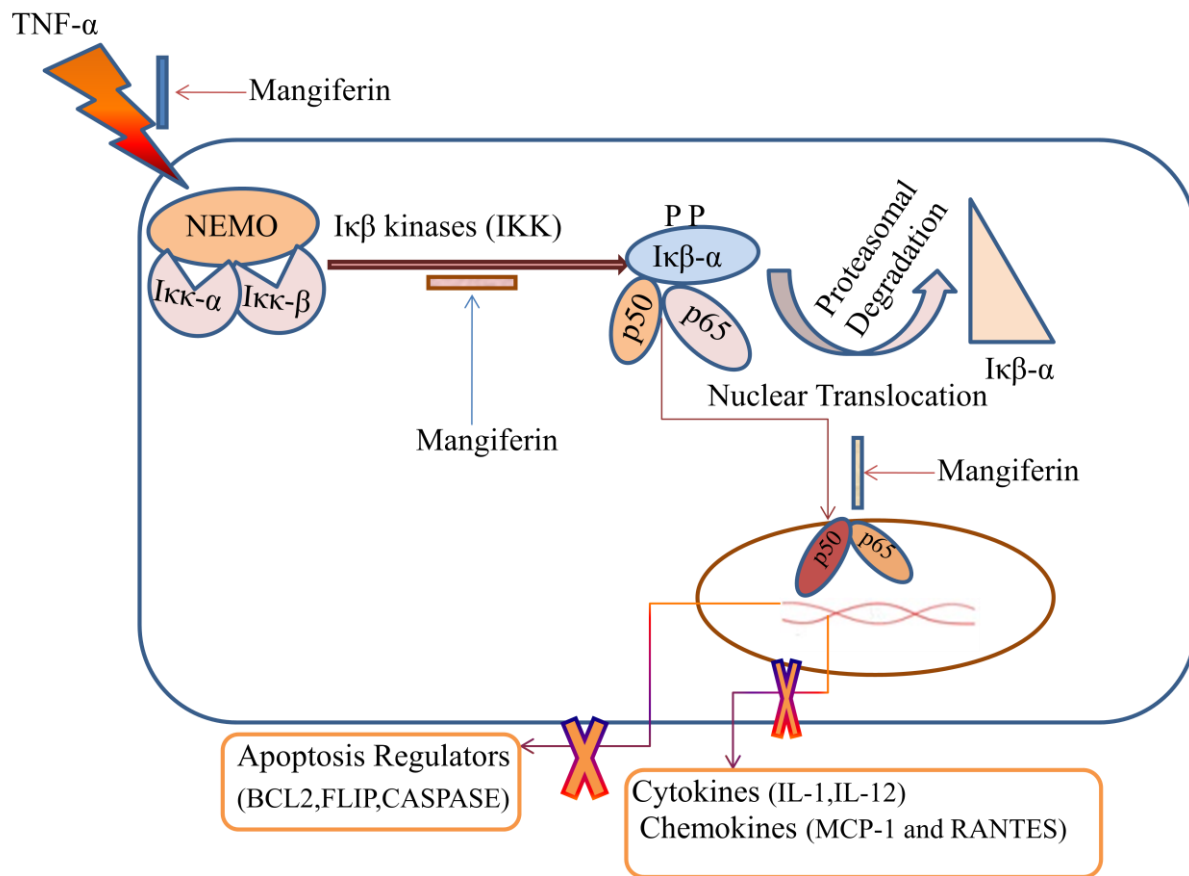 TNF-α
Mangiferin
NEMO
Iκκ-α
Iκκ-β
Iκβ kinases (IKK)
Mangiferin
P P
Iκβ-α
p50
p65
Proteasomal
Degradation
Iκβ-α
Nuclear Translocation
Mangiferin
p50
p65
Apoptosis Regulators
(BCL2,FLIP,CASPASE)
Cytokines (IL-1,IL-12)
Chemokines (MCP-1 and RANTES)